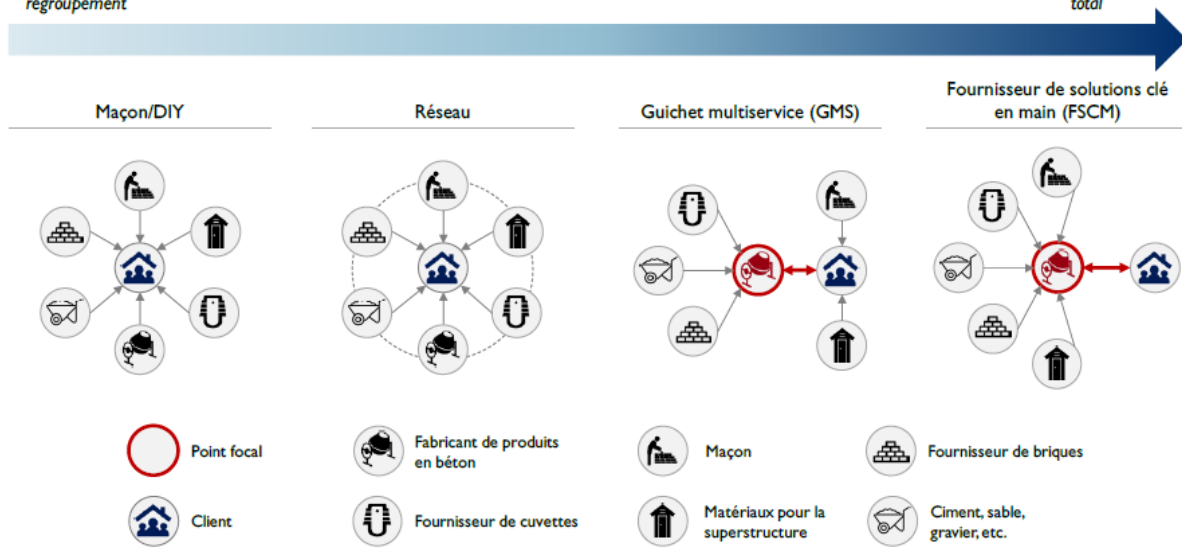 regroupement
total
Maçon/DIY
Réseau
Guichet multiservice (GMS)
Fournisseur de solutions clé
en main (FSCM)
Point focal
Fabricant de produits
en béton
Maçon
Fournisseur de briques
Client
Fournisseur de cuvettes
Matériaux pour la
superstructure
Ciment, sable,
gravier, etc.